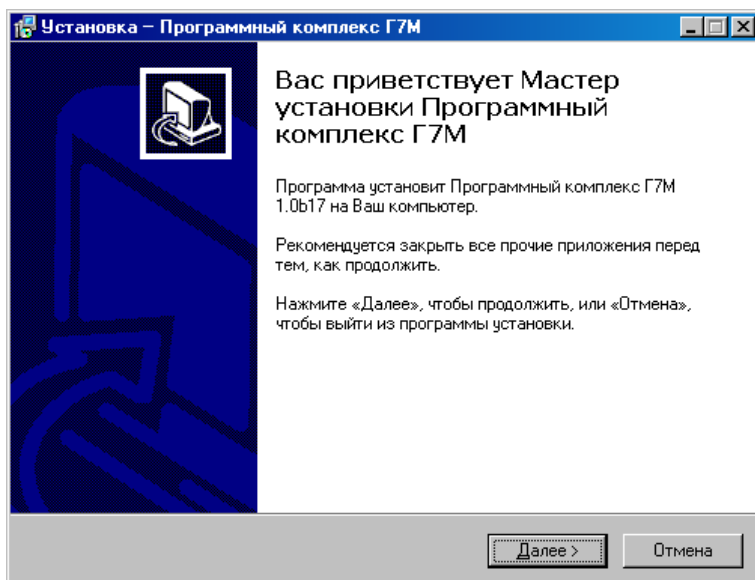 Установка – Программный комплекс Г7М
Вас приветствует Мастер
установки Программный
комплекс Г7М
Программа установит Программный комплекс Г7М
1.0b17 на Ваш компьютер.
Рекомендуется закрыть все прочие приложения перед
тем, как продолжить.
Нажмите «Далее», чтобы продолжить, или «Отмена»,
чтобы выйти из программы установки.
Далее >
Отмена